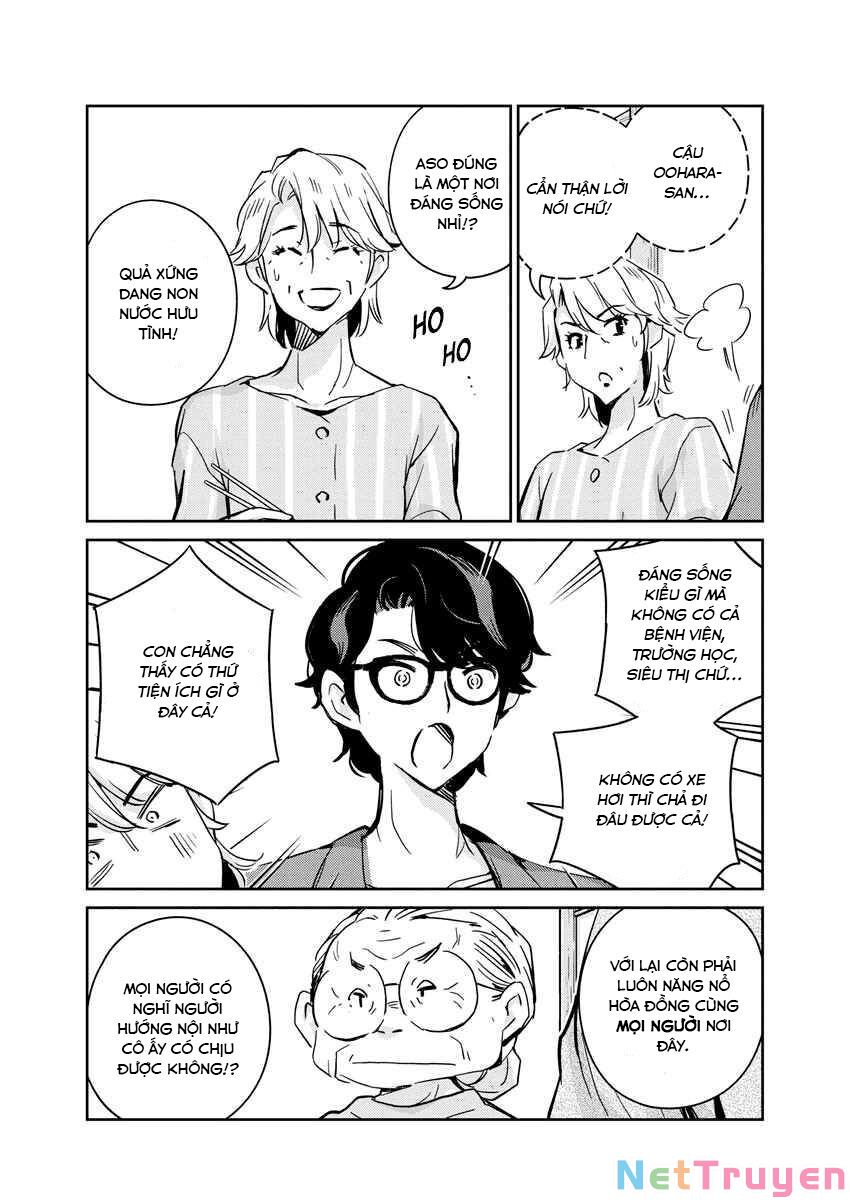 CẬU
OOHARA-
SAN...
CẨN THẬN LỜI
NÓI CHỨ!
ASO ĐÚNG
LÀ MỘT NƠI
ĐÁNG SỐNG
NHỈ!?
QUẢ XỨNG
DANG NON
NƯỚC HƯU
TÌNH!
HO
HO
...
ĐÁNG SỐNG
KIỂU GÌ MÀ
KHÔNG CÓ CẢ
BỆNH VIỆN,
TRƯỜNG HỌC,
SIÊU THỊ CHỨ...
KHÔNG CÓ XE
HƠI THÌ CHẢ ĐI
ĐÂU ĐƯỢC CẢ!
CON CHẲNG
THẤY CÓ THỨ
TIỆN ÍCH GÌ Ở
ĐÂY CẢ!
VỚI LẠI CÒN PHẢI
LUÔN NĂNG NỔ
HÒA ĐỒNG CÙNG
MỌI NGƯỜI NƠI
ĐÂY.
MỌI NGƯỜI CÓ
NGHĨ NGƯỜI
HƯỚNG NỘI NHƯ
CÔ ẤY CÓ CHỊU
ĐƯỢC KHÔNG!?
NetTruyen